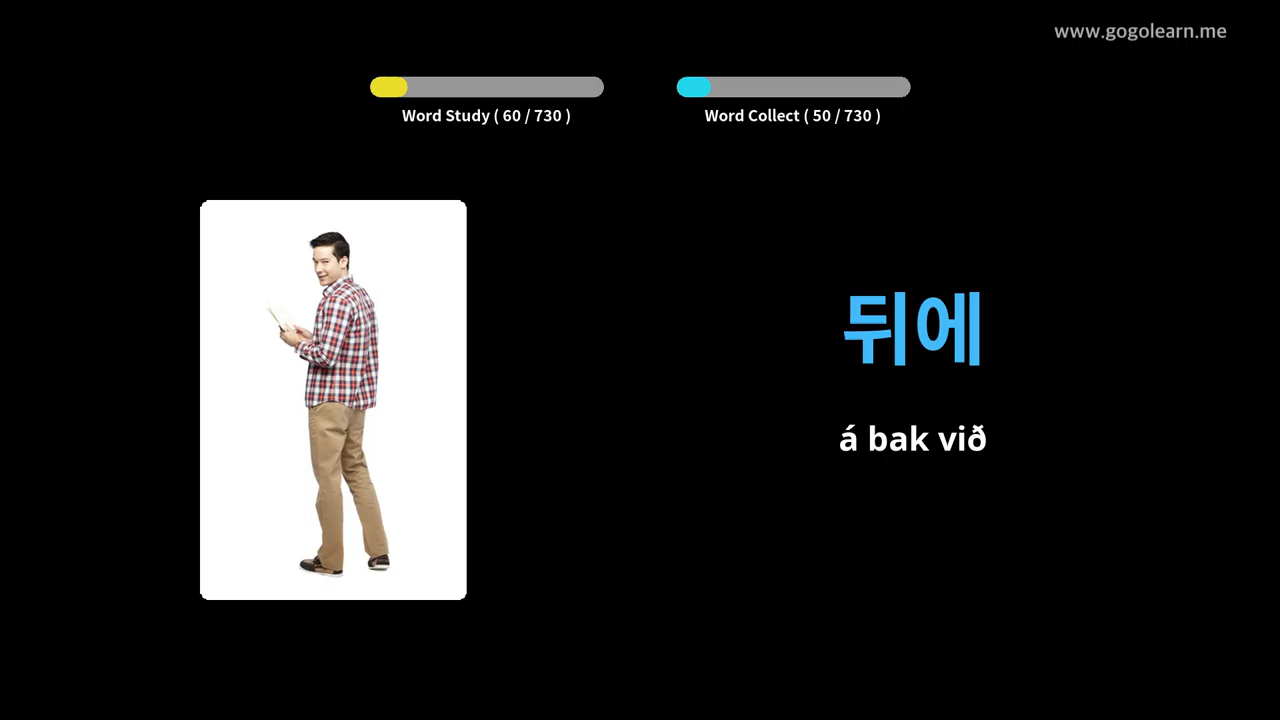 www.gogolearn.me
Word Study ( 60 / 730 )
Word Collect ( 50 / 730 )
뒤에
á bak við